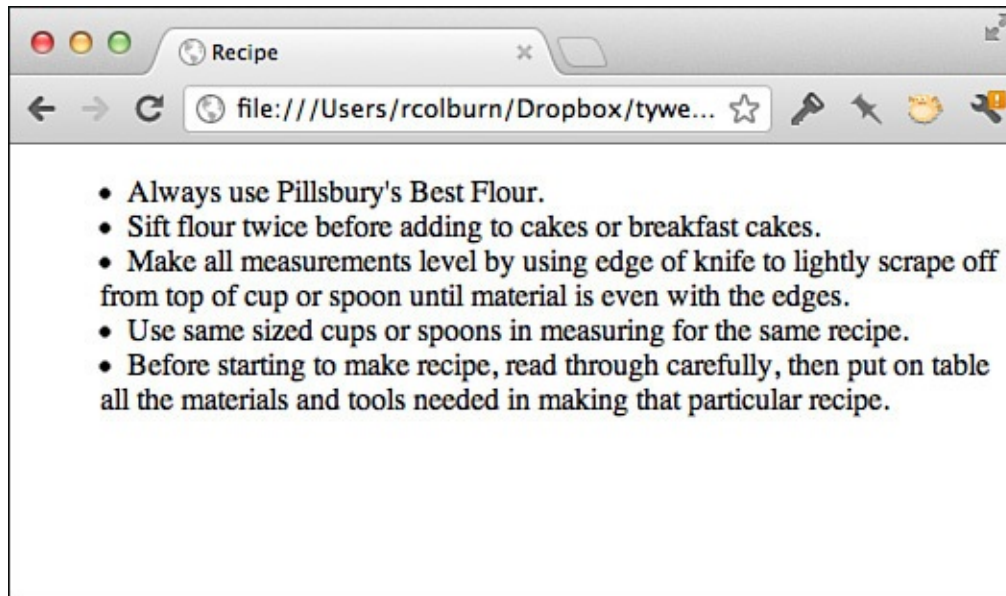 Recipe
file:///Users/rcolburn/Dropbox/tywe...
• Always use Pillsbury's Best Flour.
• Sift flour twice before adding to cakes or breakfast cakes.
• Make all measurements level by using edge of knife to lightly scrape off
from top of cup or spoon until material is even with the edges.
• Use same sized cups or spoons in measuring for the same recipe.
• Before starting to make recipe, read through carefully, then put on table
all the materials and tools needed in making that particular recipe.